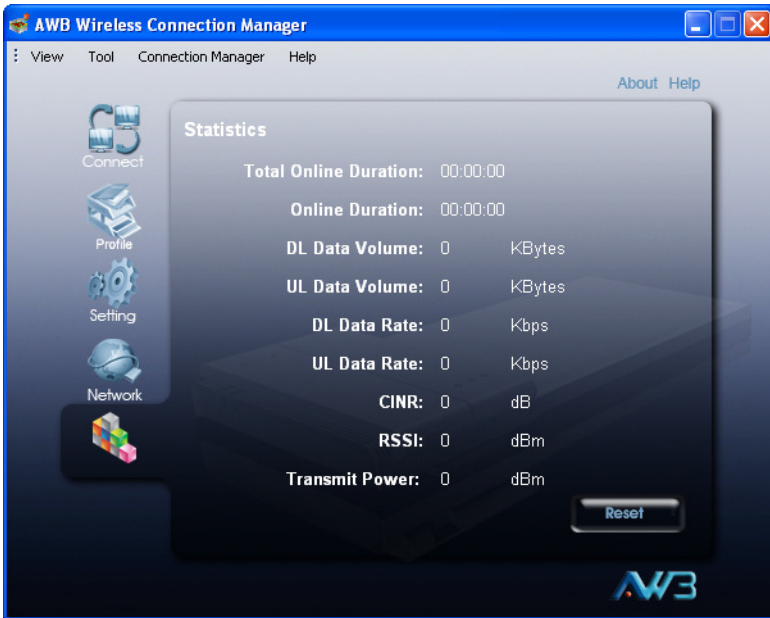 AWB Wireless Connection Manager
View Tool Connection Manager Help
About Help
Connect
Profile
Setting
Network
Statistics
Total Online Duration: 00:00:00
Online Duration: 00:00:00
DL Data Volume: 0 KBytes
UL Data Volume: 0 KBytes
DL Data Rate: 0 Kbps
UL Data Rate: 0 Kbps
CINR: 0 dB
RSSI: 0 dBm
Transmit Power: 0 dBm
Reset
AWB